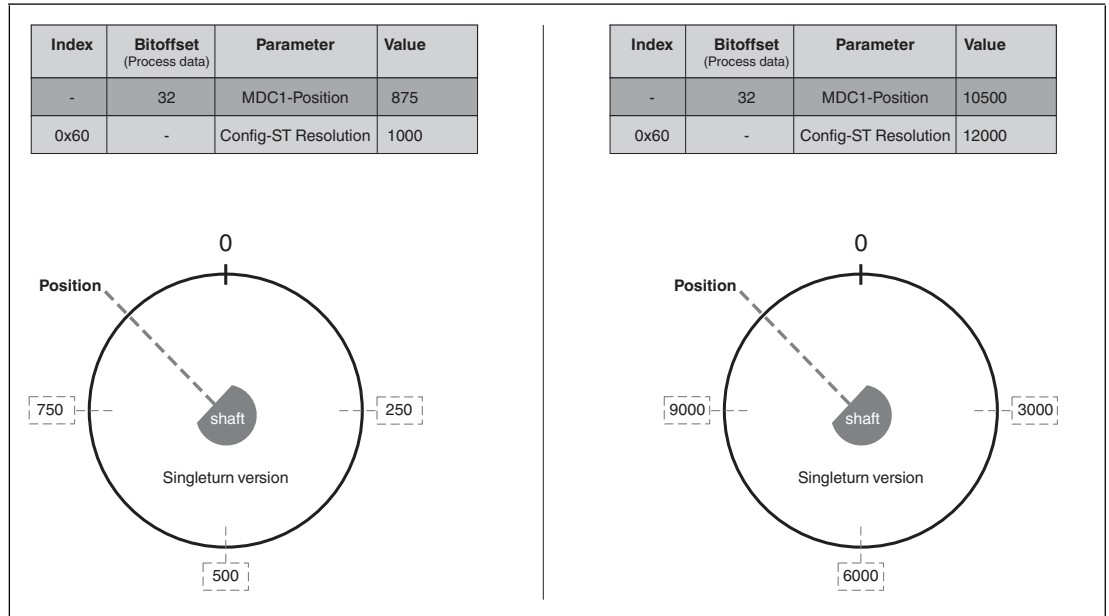 Index Bitoffset Parameter Value
(Process data)
- 32 MDC1-Position 875
0x60 - Config-ST Resolution 1000
0
Position
750
250
shaft
Singleturn version
500
Index Bitoffset Parameter Value
(Process data)
- 32 MDC1-Position 10500
0x60 - Config-ST Resolution 12000
0
Position
9000
3000
shaft
Singleturn version
6000